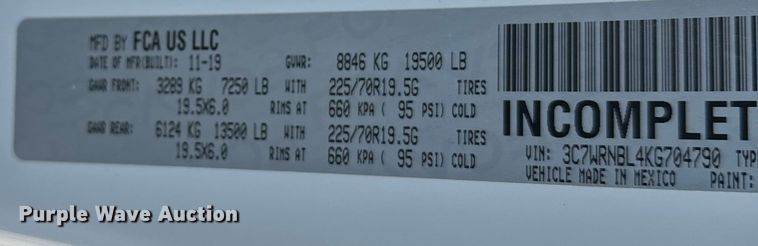 MFD BY FCA US LLC
DATE OF MFR(BUILT): 11-19 GVWR: 8846 KG 19500 LB
GAWR FRONT: 3289 KG 7250 LB WITH 225/70R19.5G TIRES
19.5X6.0 RIMS AT 660 KPA ( 95 PSI) COLD
GAWR REAR: 6124 KG 13500 LB WITH 225/70R19.5G TIRES
19.5X6.0 RIMS AT 660 KPA ( 95 PSI) COLD
INCOMPLET
VIN: 3C7WRNBL4KG704790 TYP
VEHICLE MADE IN MEXICO PAINT:
Purple Wave Auction